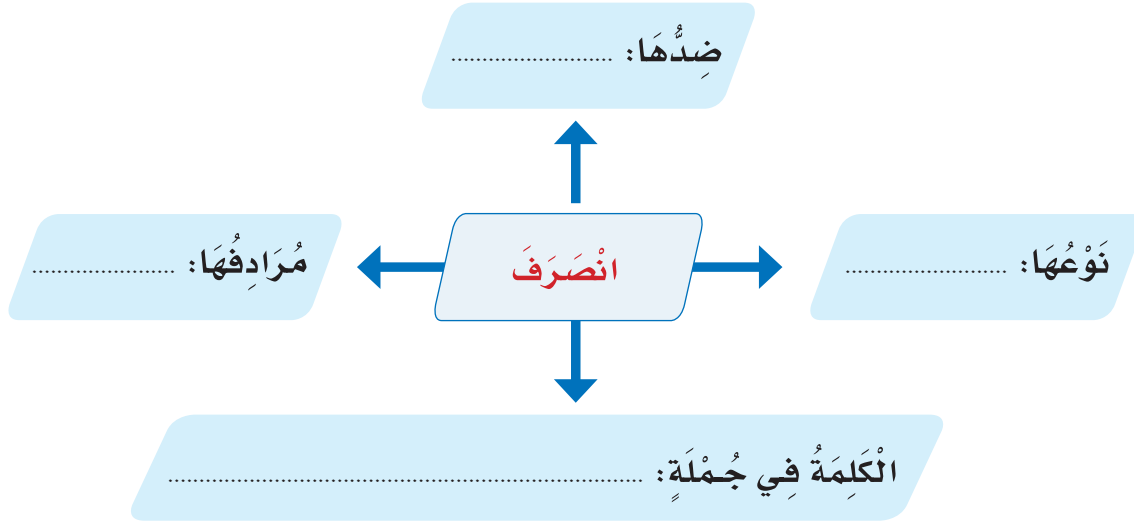 ضِدُّهَا: ..........................
نَوْعُهَا: ..........................
انْصَرَفَ
مُرَادِفُهَا: .......................
الْكَلِمَةُ فِي جُمْلَةٍ: ............................................................................